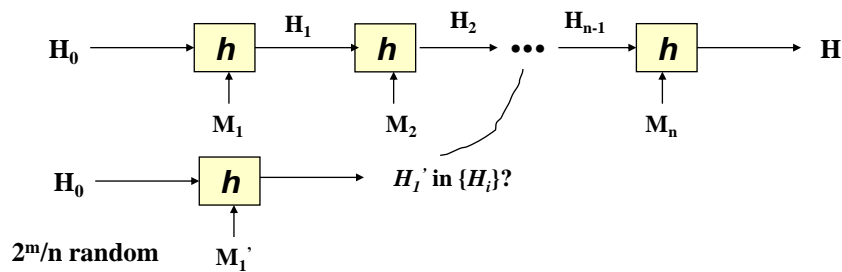 H₁ H₂ Hₙ₋₁
H₀ h h ••• h H
M₁ M₂ Mₙ
H₀ h H₁’ in {Hᵢ}?
2ᵐ/n random M₁’